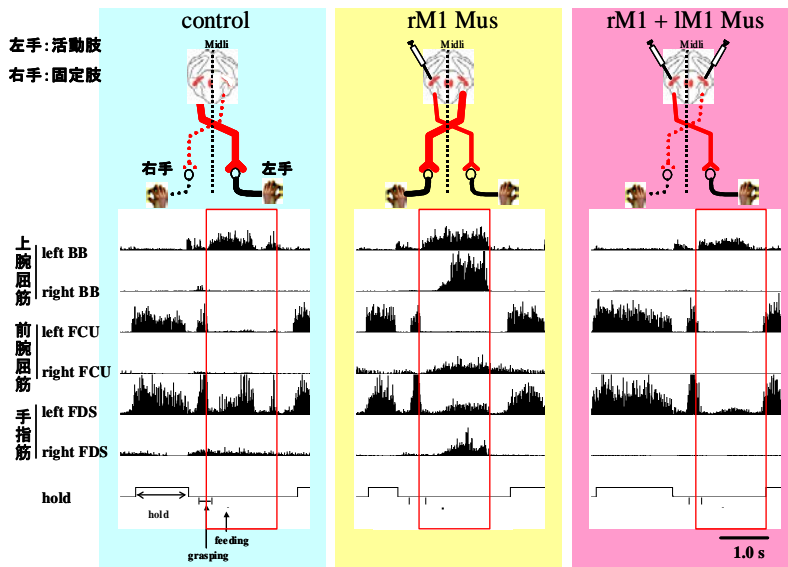 control
rM1 Mus
rM1 + lM1 Mus
左手：活動肢
右手：固定肢
Midli
Midli
Midli
右手
左手
上腕屈筋
left BB
right BB
前腕屈筋
left FCU
right FCU
手指筋
left FDS
right FDS
hold
hold
feeding
grasping
1.0 s